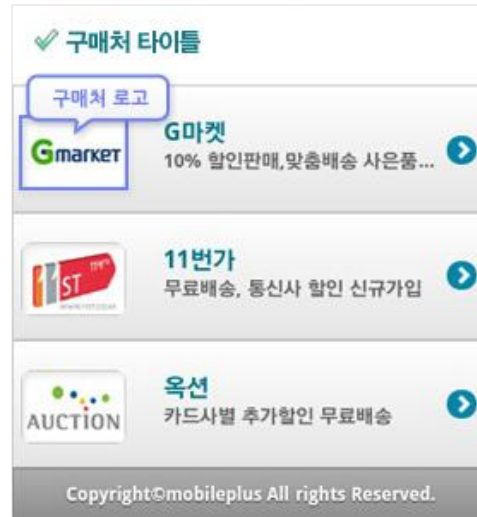 구매처 타이틀
구매처 로고
Gmarket
G마켓
10% 할인판매,맞춤배송 사은품...
11ST
11번가
무료배송, 통신사 할인 신규가입
AUCTION
옥션
카드사별 추가할인 무료배송
Copyright©mobileplus All rights Reserved.